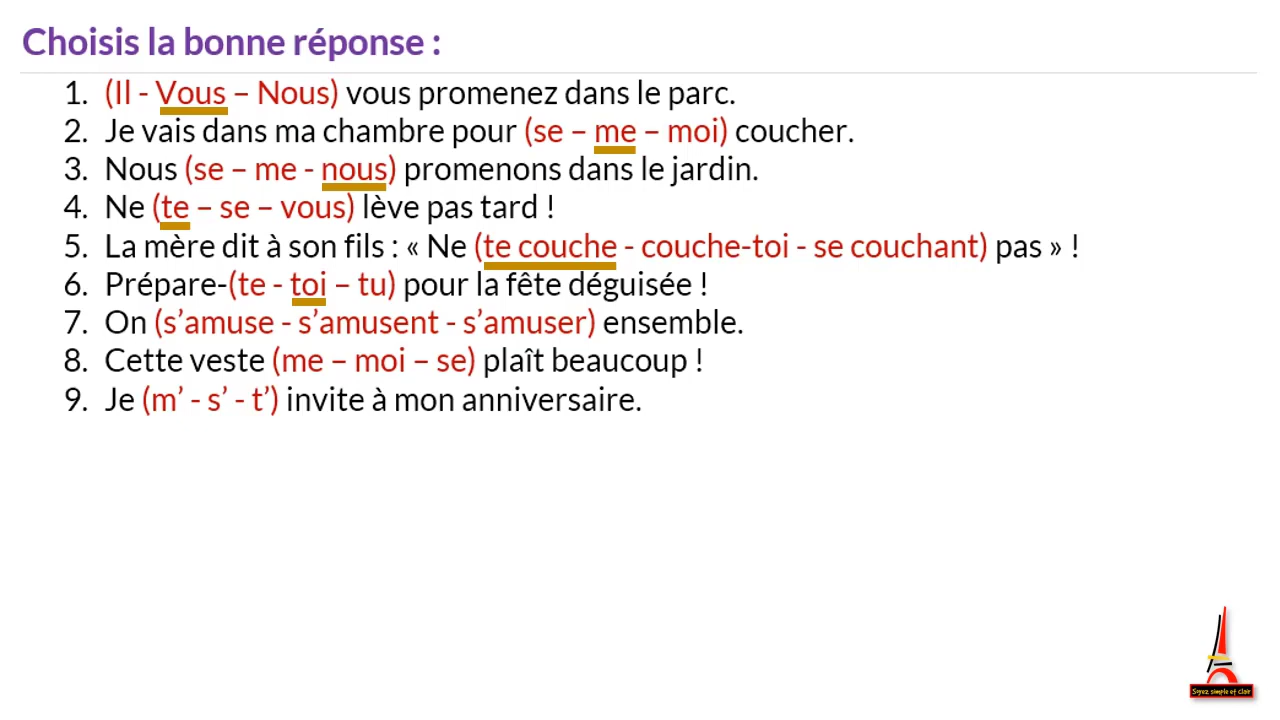 Choisis la bonne réponse :
1. (Il - Vous – Nous) vous promenez dans le parc.
2. Je vais dans ma chambre pour (se – me – moi) coucher.
3. Nous (se – me - nous) promenons dans le jardin.
4. Ne (te – se – vous) lève pas tard !
5. La mère dit à son fils : « Ne (te couche - couche-toi - se couchant) pas » !
6. Prépare-(te - toi – tu) pour la fête déguisée !
7. On (s’amuse - s’amusent - s’amuser) ensemble.
8. Cette veste (me – moi – se) plaît beaucoup !
9. Je (m’ - s’ - t’) invite à mon anniversaire.
Soyez simple et clair